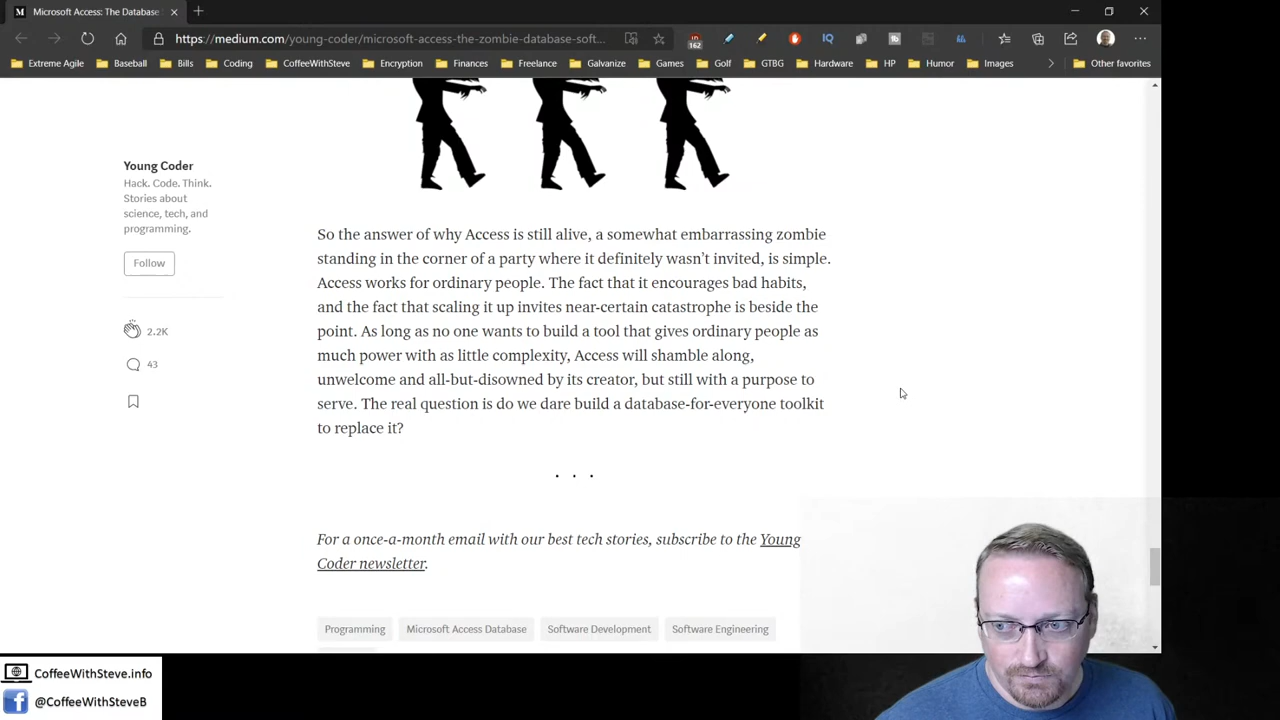 M
Microsoft Access: The Database
https://medium.com/young-coder/microsoft-access-the-zombie-database-soft...
162
IQ
Extreme Agile
Baseball
Bills
Coding
CoffeeWithSteve
Encryption
Finances
Freelance
Galvanize
Games
Golf
GTBG
Hardware
HP
Humor
Images
Other favorites
Young Coder
Hack. Code. Think.
Stories about
science, tech, and
programming.
Follow
2.2K
43
So the answer of why Access is still alive, a somewhat embarrassing zombie
standing in the corner of a party where it definitely wasn't invited, is simple.
Access works for ordinary people. The fact that it encourages bad habits,
and the fact that scaling it up invites near-certain catastrophe is beside the
point. As long as no one wants to build a tool that gives ordinary people as
much power with as little complexity, Access will shamble along,
unwelcome and all-but-disowned by its creator, but still with a purpose to
serve. The real question is do we dare build a database-for-everyone toolkit
to replace it?
. . .
For a once-a-month email with our best tech stories, subscribe to the Young
Coder newsletter.
Programming
Microsoft Access Database
Software Development
Software Engineering
CoffeeWithSteve.info
@CoffeeWithSteveB